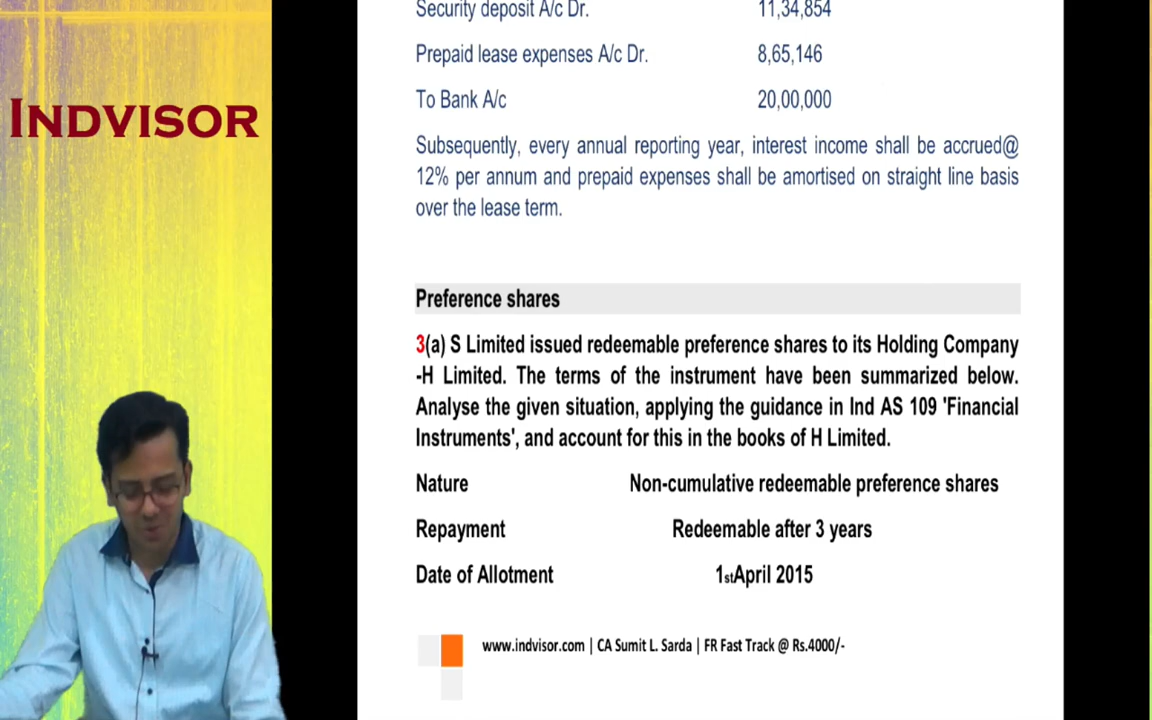 INDVISOR
Security deposit A/c Dr. 11,34,854
Prepaid lease expenses A/c Dr. 8,65,146
To Bank A/c 20,00,000
Subsequently, every annual reporting year, interest income shall be accrued@
12% per annum and prepaid expenses shall be amortised on straight line basis
over the lease term.
Preference shares
3(a) S Limited issued redeemable preference shares to its Holding Company
-H Limited. The terms of the instrument have been summarized below.
Analyse the given situation, applying the guidance in Ind AS 109 'Financial
Instruments', and account for this in the books of H Limited.
Nature Non-cumulative redeemable preference shares
Repayment Redeemable after 3 years
Date of Allotment 1stApril 2015
www.indvisor.com | CA Sumit L. Sarda | FR Fast Track @ Rs.4000/-